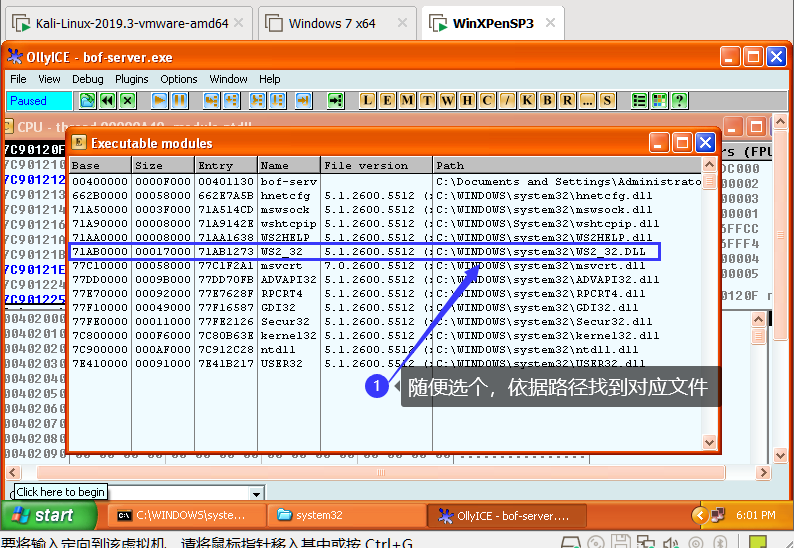 Kali-Linux-2019.3-vmware-amd64
Windows 7 x64
WinXPenSP3
OllyICE - bof-server.exe
File View Debug Plugins Options Window Help
Paused
L E M T W H C / K B R ... S
Executable modules
Base Size Entry Name File version Path
00400000 0000F000 00401130 bof-serv C:\Documents and Settings\Administrato
662B0000 00058000 662E7A5B hnetcfg 5.1.2600.5512 ( C:\WINDOWS\system32\hnetcfg.dll
71A50000 0003F000 71A514CD mswsock 5.1.2600.5512 ( C:\WINDOWS\system32\mswsock.dll
71A90000 00008000 71A9142E wshtcpip 5.1.2600.5512 ( C:\WINDOWS\system32\wshtcpip.dll
71AA0000 00008000 71AA1638 WS2HELP 5.1.2600.5512 ( C:\WINDOWS\system32\WS2HELP.dll
71AB0000 00017000 71AB1273 WS2_32 5.1.2600.5512 ( C:\WINDOWS\system32\WS2_32.DLL
77C10000 00058000 77C1F2A1 msvcrt 7.0.2600.5512 ( C:\WINDOWS\system32\msvcrt.dll
77DD0000 0009B000 77DD70FB ADVAPI32 5.1.2600.5512 ( C:\WINDOWS\system32\ADVAPI32.dll
77E70000 00092000 77E7628F RPCRT4 5.1.2600.5512 ( C:\WINDOWS\system32\RPCRT4.dll
77F10000 00049000 77F16587 GDI32 5.1.2600.5512 ( C:\WINDOWS\system32\GDI32.dll
77FE0000 00011000 77FE2126 Secur32 5.1.2600.5512 ( C:\WINDOWS\system32\Secur32.dll
7C800000 000F6000 7C80B63E kernel32 5.1.2600.5512 ( C:\WINDOWS\system32\kernel32.dll
7C900000 000AF000 7C912C28 ntdll 5.1.2600.5512 ( C:\WINDOWS\system32\ntdll.dll
7E410000 00091000 7E41B217 USER32 5.1.2600.5512 ( C:\WINDOWS\system32\USER32.dll
1 随便选个，依据路径找到对应文件
00402000
00402010
00402020
00402030
00402040
00402050
00402060
00402070
00402080
00402090
Click here to begin
start C:\WINDOWS\syste... system32 OllyICE - bof-server.... 6:01 PM
要将输入定向到该虚拟机，请将鼠标指针移入其中或按 Ctrl+G